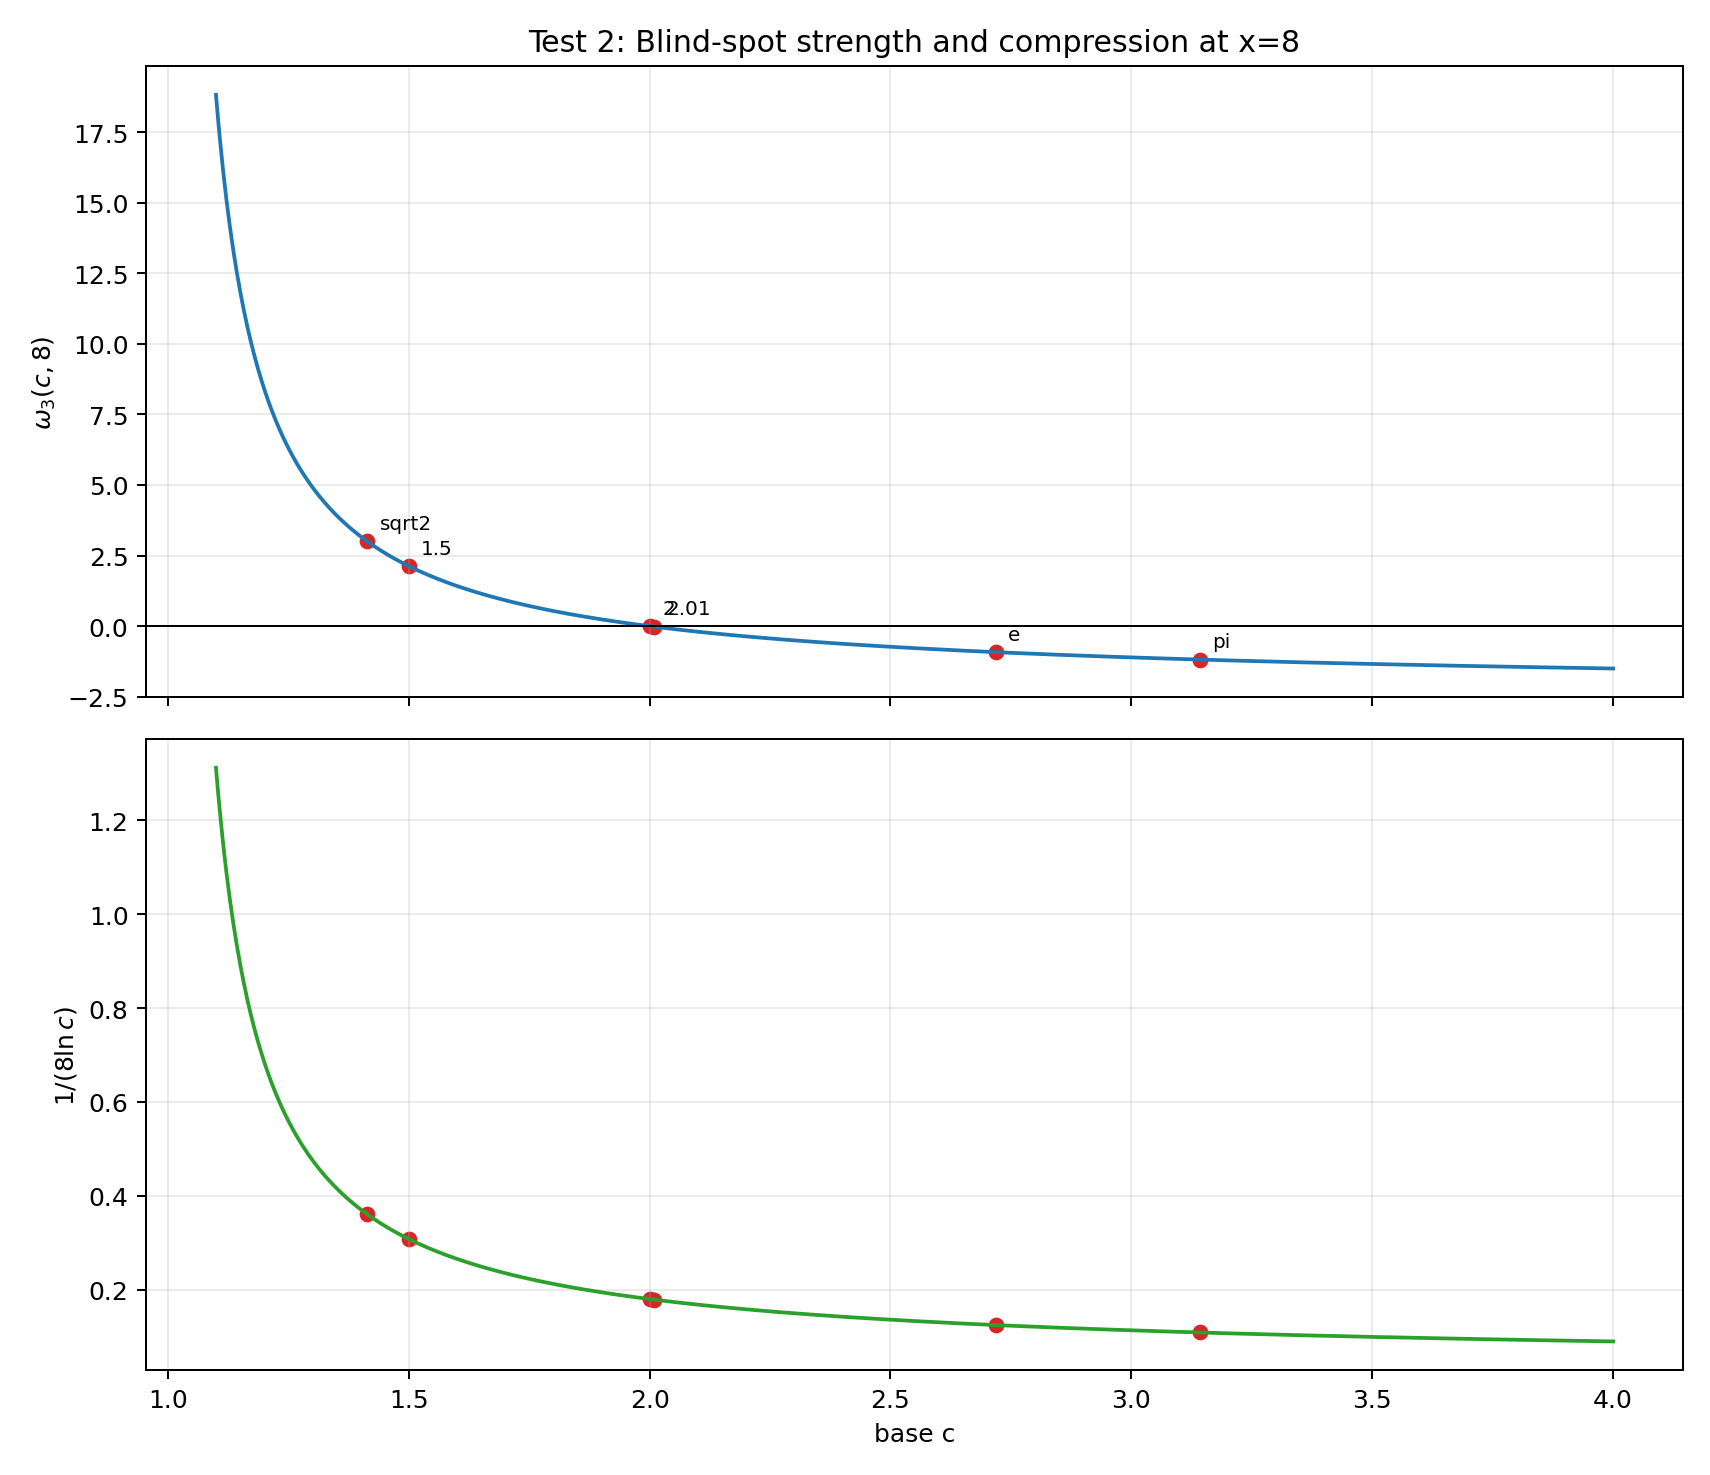 Test 2: Blind-spot strength and compression at x=8
17.5
15.0
12.5
10.0
7.5
5.0
2.5
0.0
−2.5
ω₃(c, 8)
sqrt2
1.5
2
2.01
e
pi
1.2
1.0
0.8
0.6
0.4
0.2
1/(8 ln c)
1.0 1.5 2.0 2.5 3.0 3.5 4.0
base c